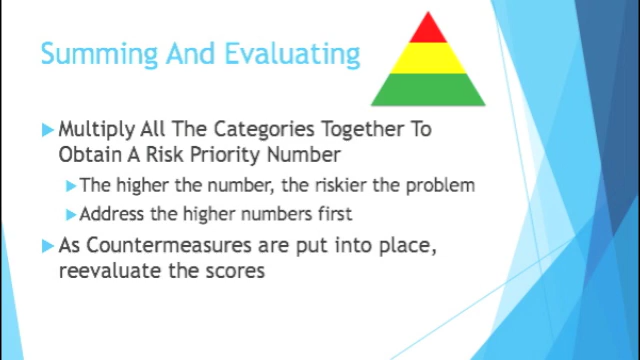 Summing And Evaluating
Multiply All The Categories Together To
Obtain A Risk Priority Number
The higher the number, the riskier the problem
Address the higher numbers first
As Countermeasures are put into place,
reevaluate the scores